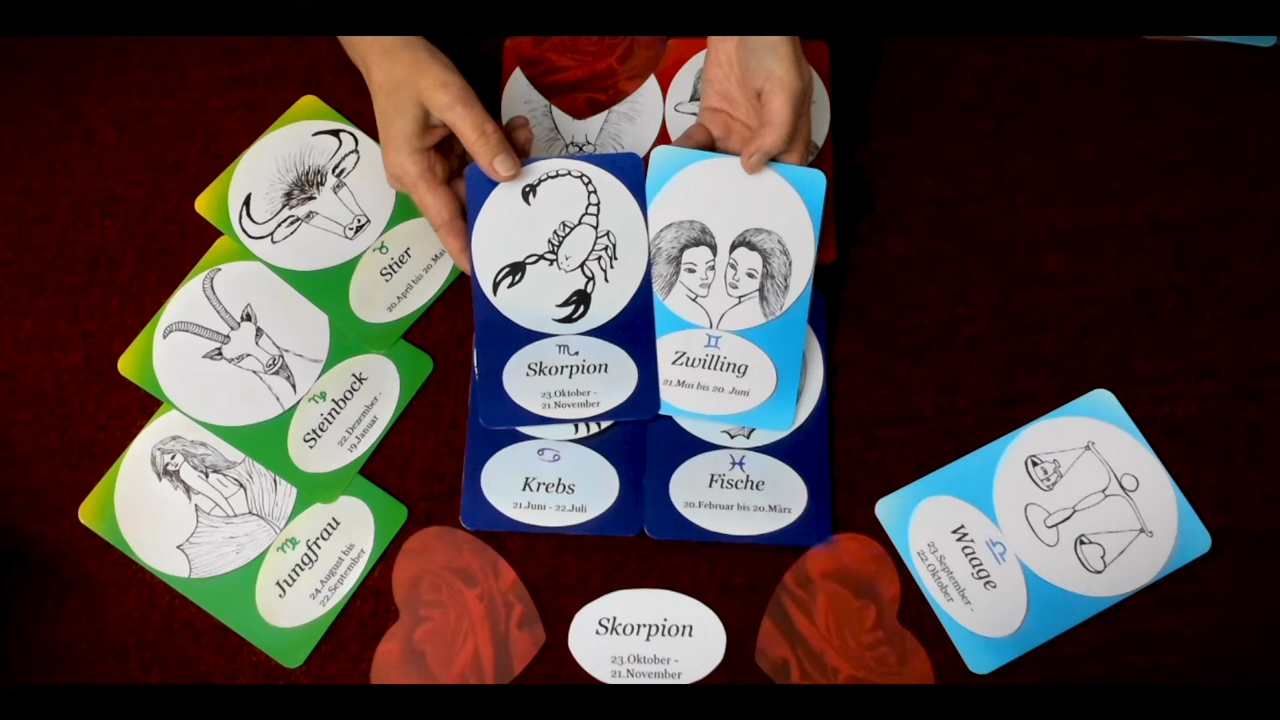 Stier
20.April bis 20.Mai
Steinbock
22.Dezember -
19.Januar
Jungfrau
24.August bis
22.September
Skorpion
23.Oktober -
21.November
Zwilling
21.Mai bis 20. Juni
Krebs
21.Juni - 22.Juli
Fische
20.Februar bis 20.März
Waage
23.September -
22.Oktober
Skorpion
23.Oktober -
21.November